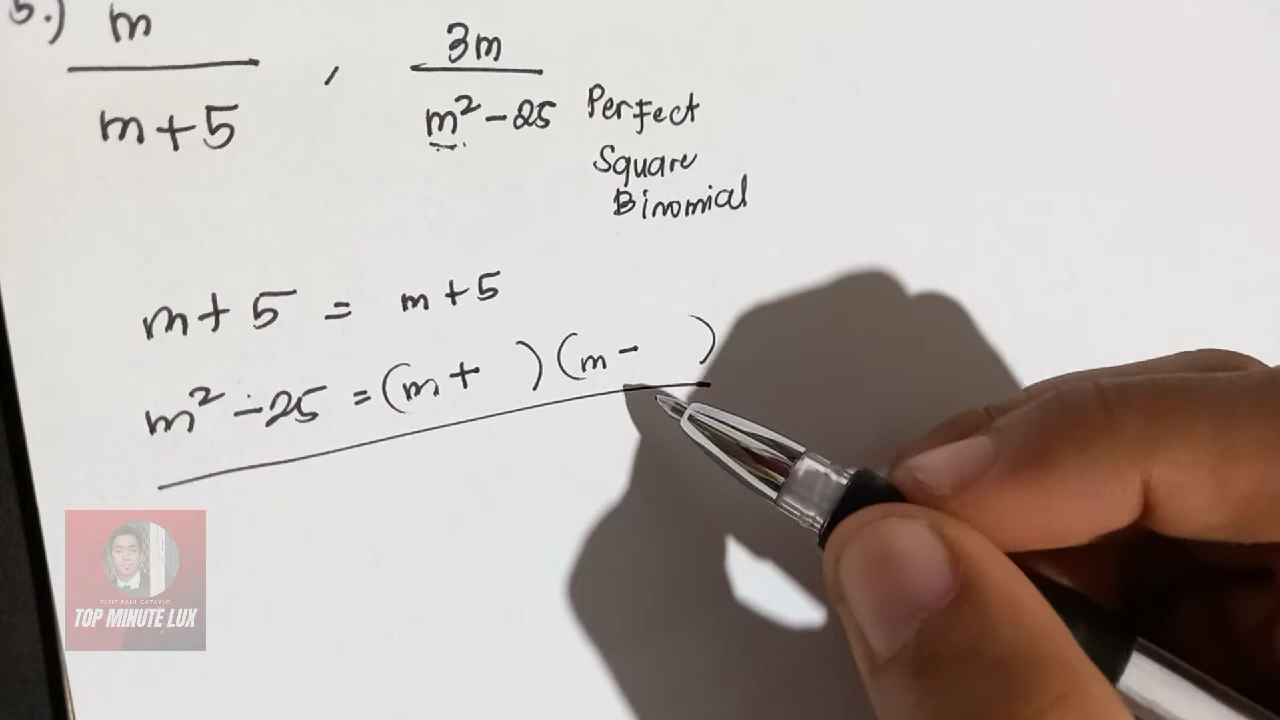 5.) m
m+5
,
3m
m² - 25
Perfect
Square
Binomial
m + 5 = m + 5
m² - 25 = (m +  ) (m -  )
TOP MINUTE LUX